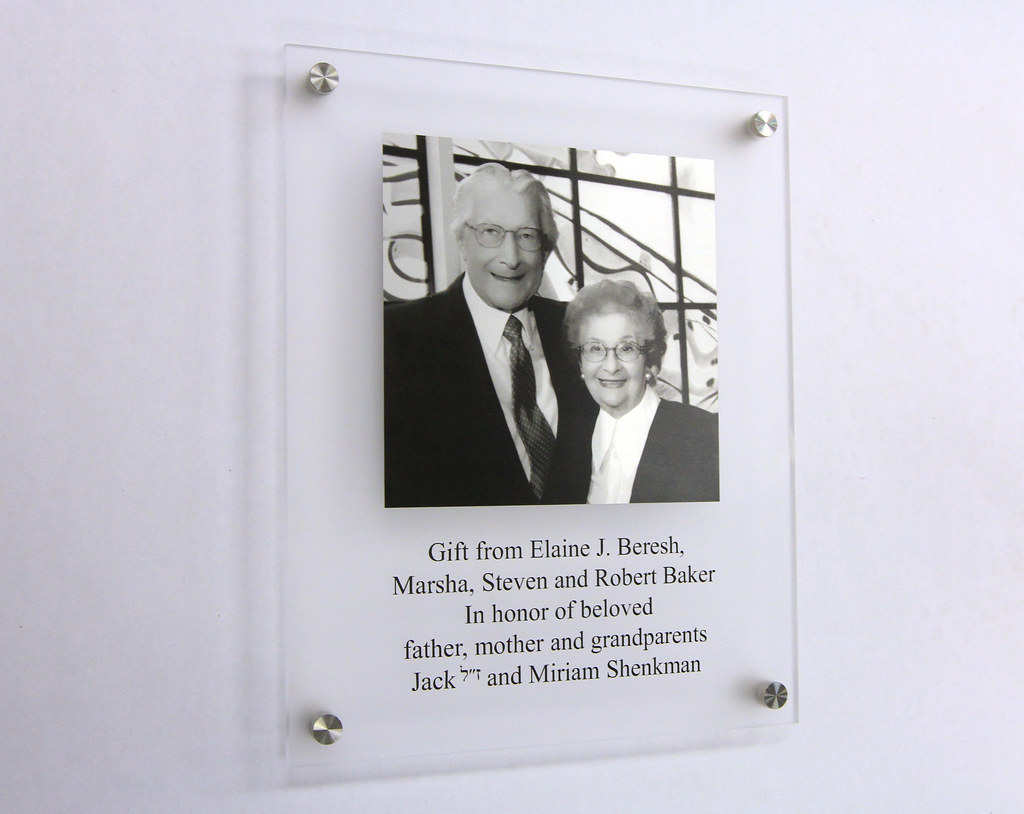 Gift from Elaine J. Beresh,
Marsha, Steven and Robert Baker
In honor of beloved
father, mother and grandparents
Jack ז״ל and Miriam Shenkman